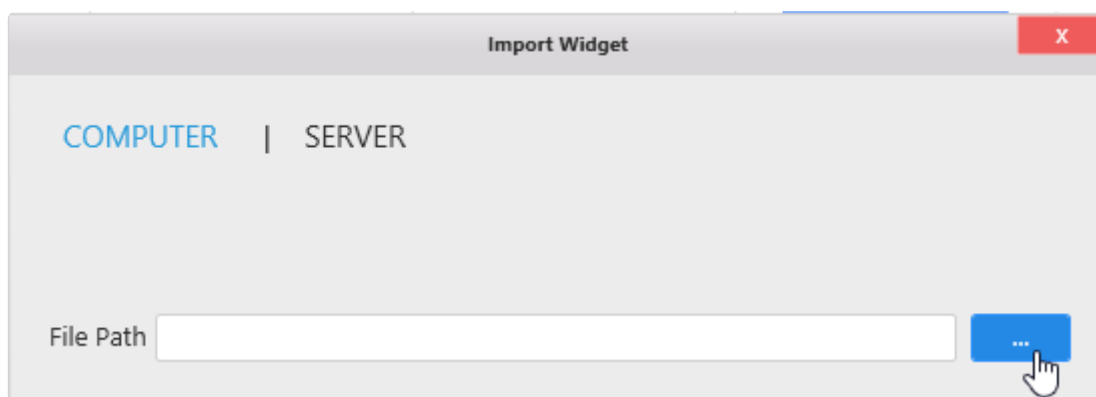 Import Widget
X
COMPUTER | SERVER
File Path
...